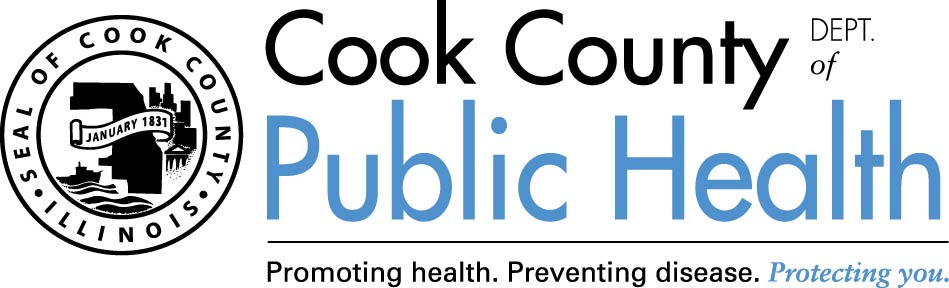 SEAL OF COOK COUNTY
• ILLINOIS •
JANUARY 1831
Cook County DEPT. of
Public Health
Promoting health. Preventing disease. Protecting you.